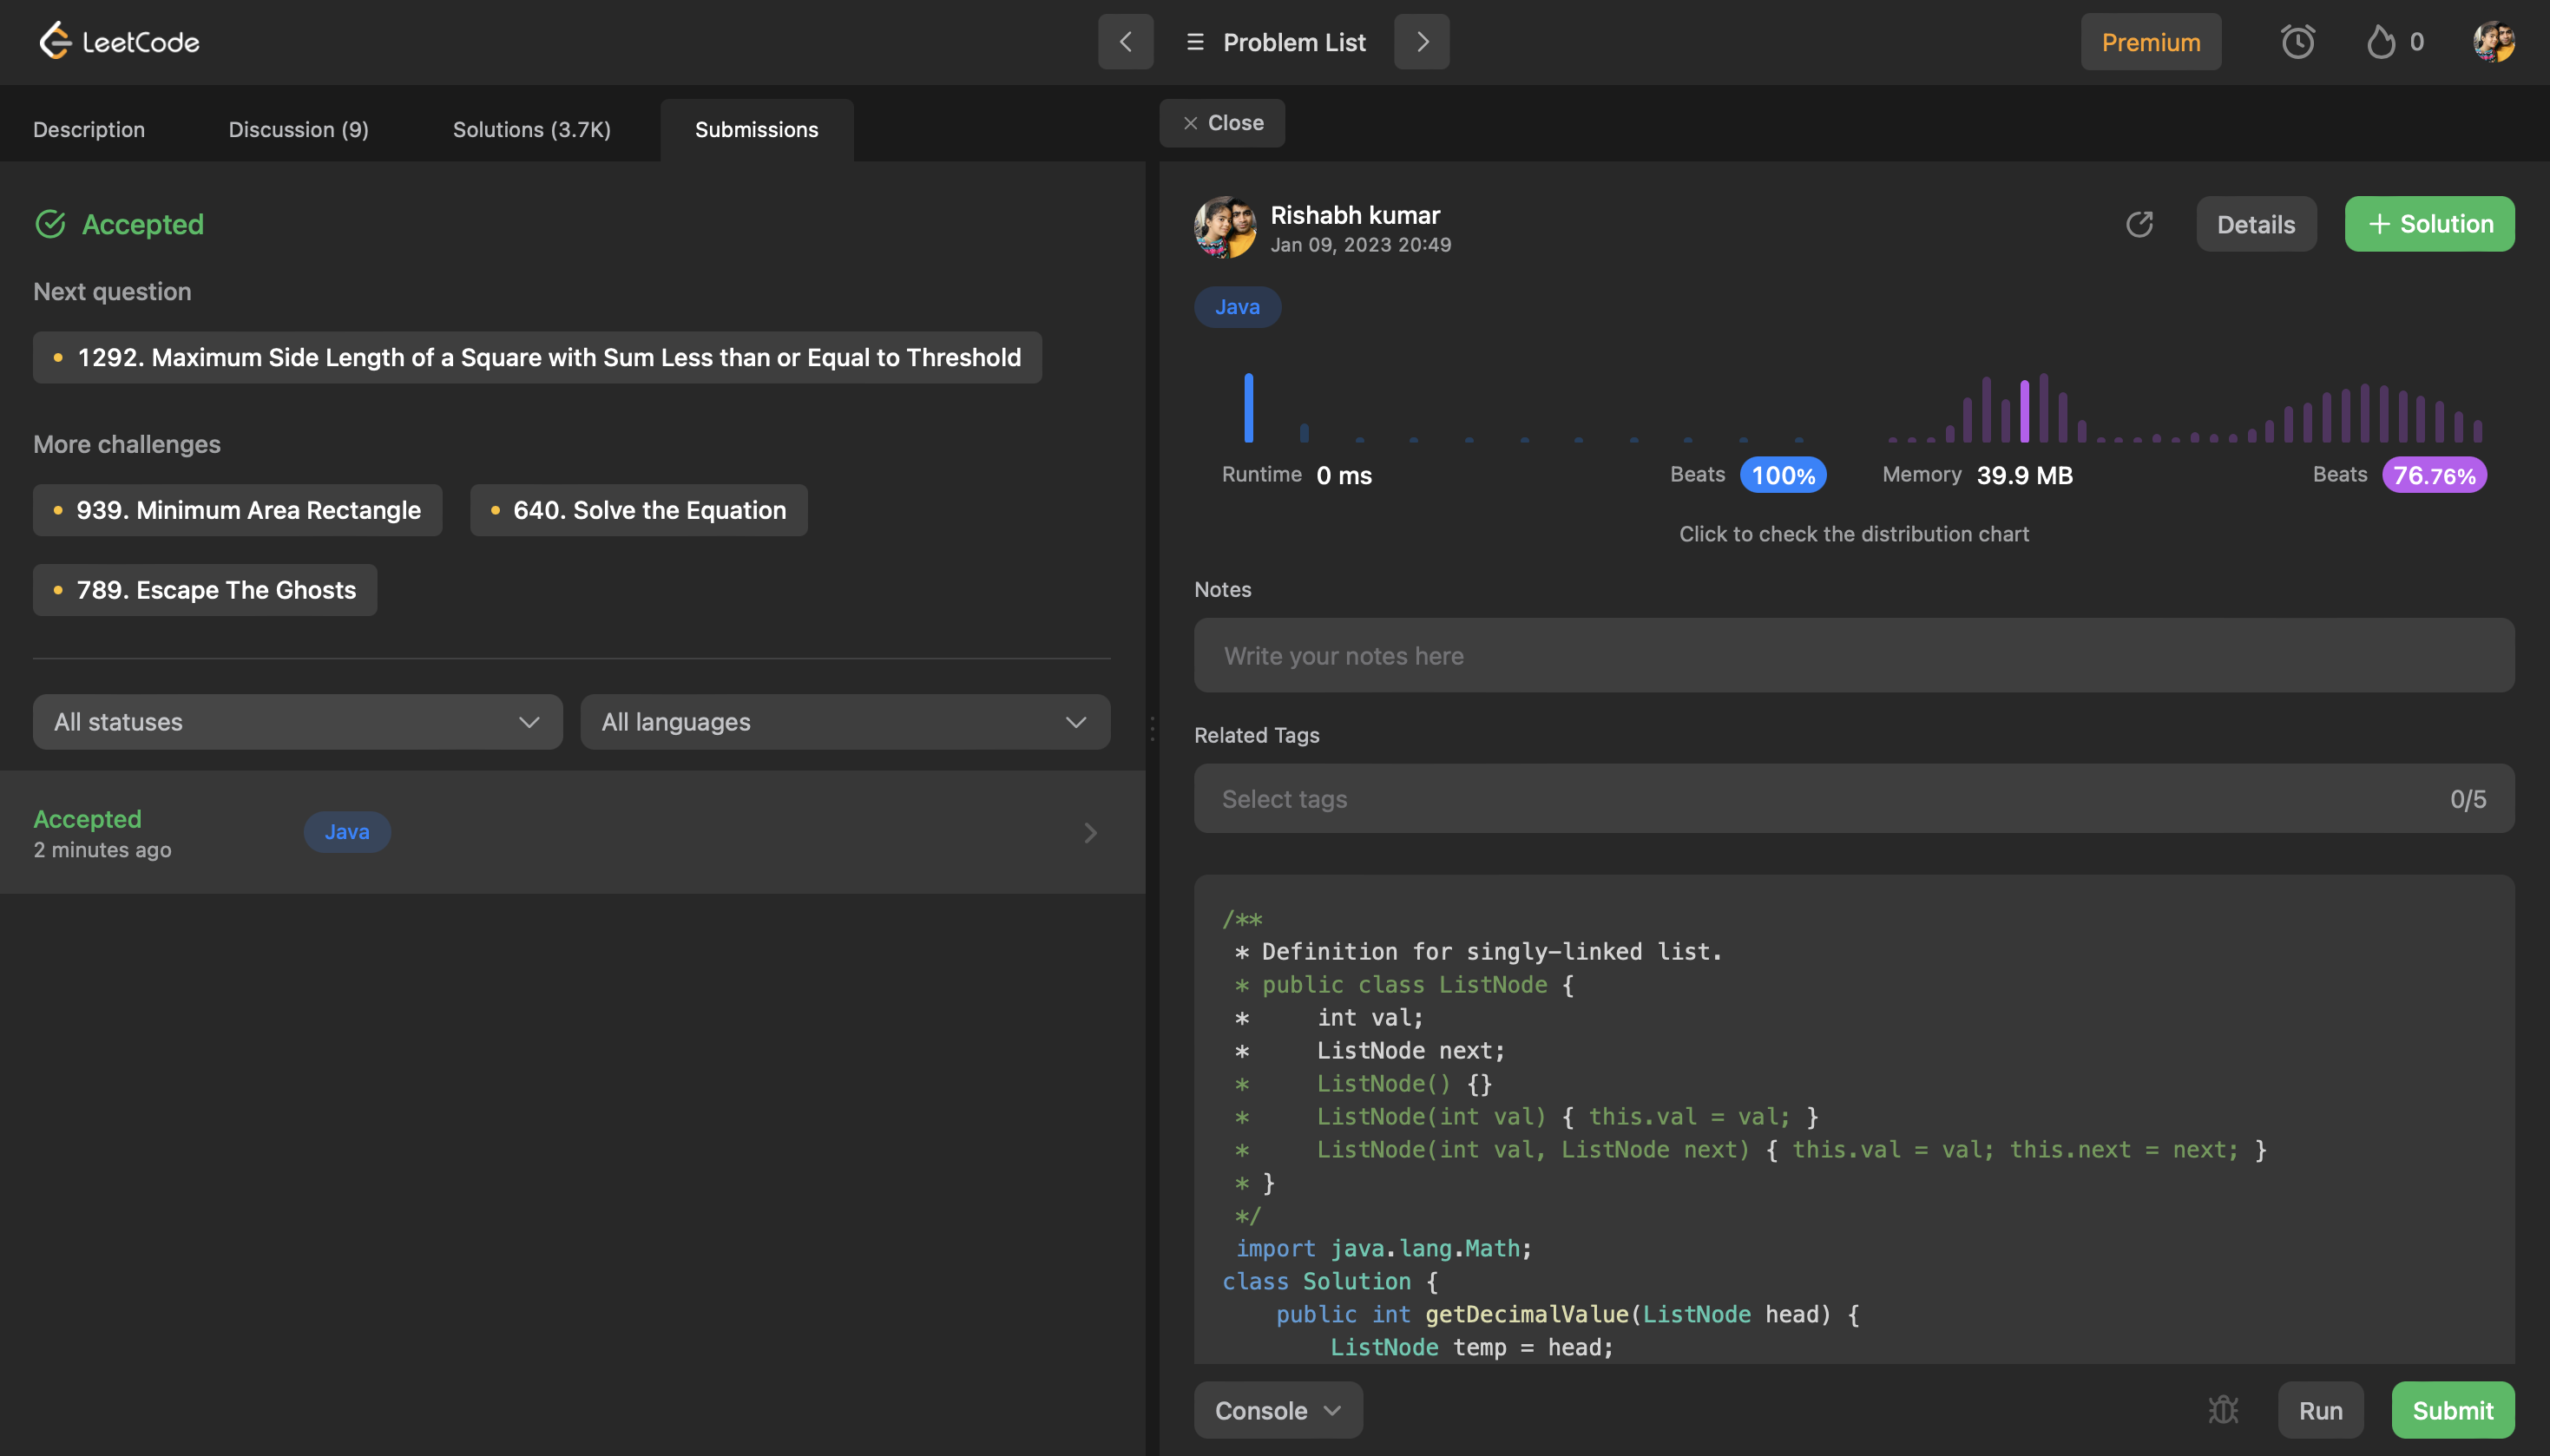 LeetCode
Problem List
Premium
0
Description
Discussion (9)
Solutions (3.7K)
Submissions
Close
Accepted
Next question
1292. Maximum Side Length of a Square with Sum Less than or Equal to Threshold
More challenges
939. Minimum Area Rectangle
640. Solve the Equation
789. Escape The Ghosts
All statuses
All languages
Accepted
2 minutes ago
Java
Rishabh kumar
Jan 09, 2023 20:49
Details
+ Solution
Java
Runtime 0 ms
Beats 100%
Memory 39.9 MB
Beats 76.76%
Click to check the distribution chart
Notes
Write your notes here
Related Tags
Select tags
0/5
/**
 * Definition for singly-linked list.
 * public class ListNode {
 *     int val;
 *     ListNode next;
 *     ListNode() {}
 *     ListNode(int val) { this.val = val; }
 *     ListNode(int val, ListNode next) { this.val = val; this.next = next; }
 * }
 */
 import java.lang.Math;
class Solution {
    public int getDecimalValue(ListNode head) {
        ListNode temp = head;
Console
Run
Submit